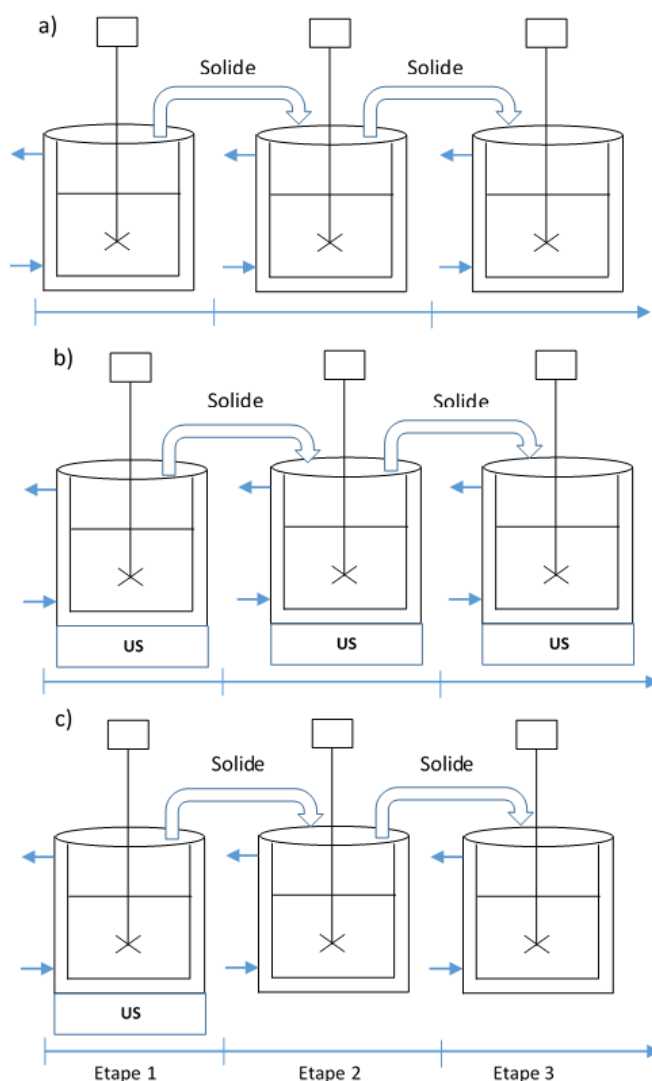 a)
Solide
Solide
b)
Solide
Solide
US
US
US
c)
Solide
Solide
US
Etape 1
Etape 2
Etape 3